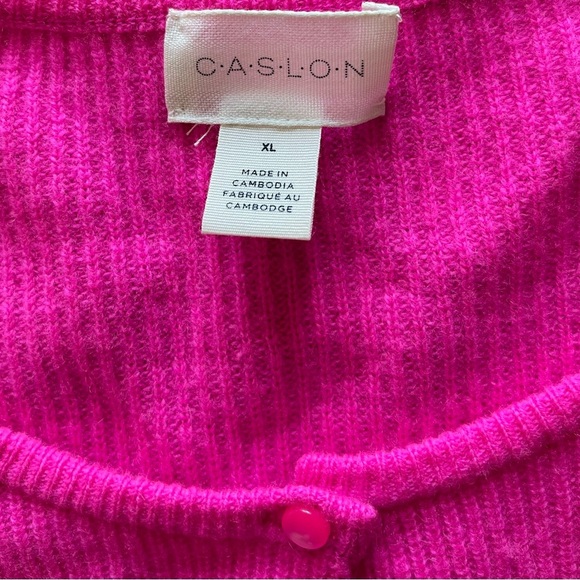 C·A·S·L·O·N
XL
MADE IN
CAMBODIA
FABRIQUÉ AU
CAMBODGE